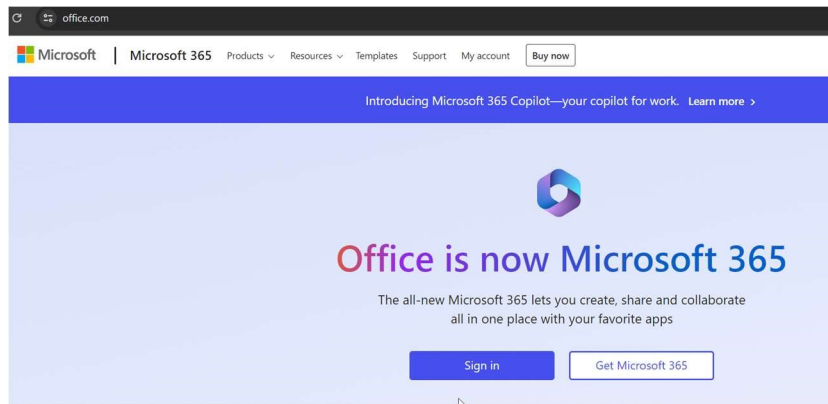 office.com
Microsoft | Microsoft 365 Products Resources Templates Support My account Buy now
Introducing Microsoft 365 Copilot—your copilot for work. Learn more >
Office is now Microsoft 365
The all-new Microsoft 365 lets you create, share and collaborate
all in one place with your favorite apps
Sign in Get Microsoft 365